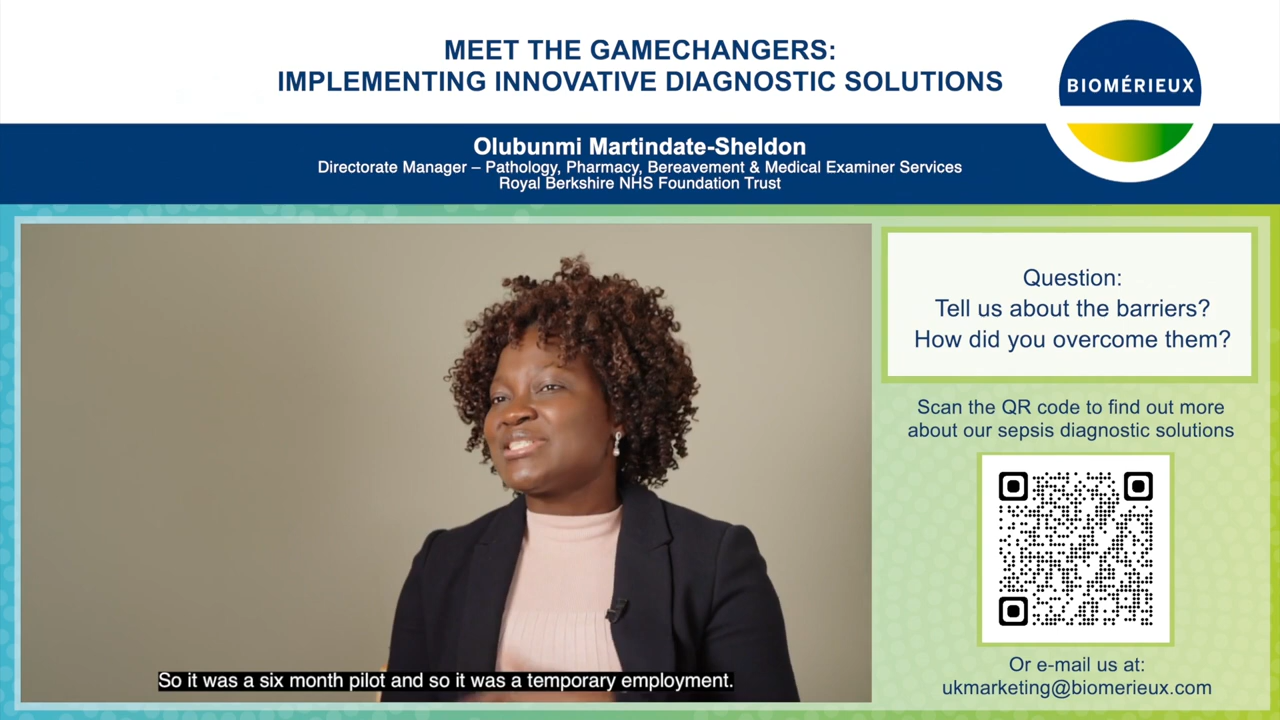 MEET THE GAMECHANGERS:
IMPLEMENTING INNOVATIVE DIAGNOSTIC SOLUTIONS
BIOMÉRIEUX
Olubunmi Martindate-Sheldon
Directorate Manager – Pathology, Pharmacy, Bereavement & Medical Examiner Services
Royal Berkshire NHS Foundation Trust
Question:
Tell us about the barriers?
How did you overcome them?
Scan the QR code to find out more
about our sepsis diagnostic solutions
Or e-mail us at:
ukmarketing@biomerieux.com
So it was a six month pilot and so it was a temporary employment.